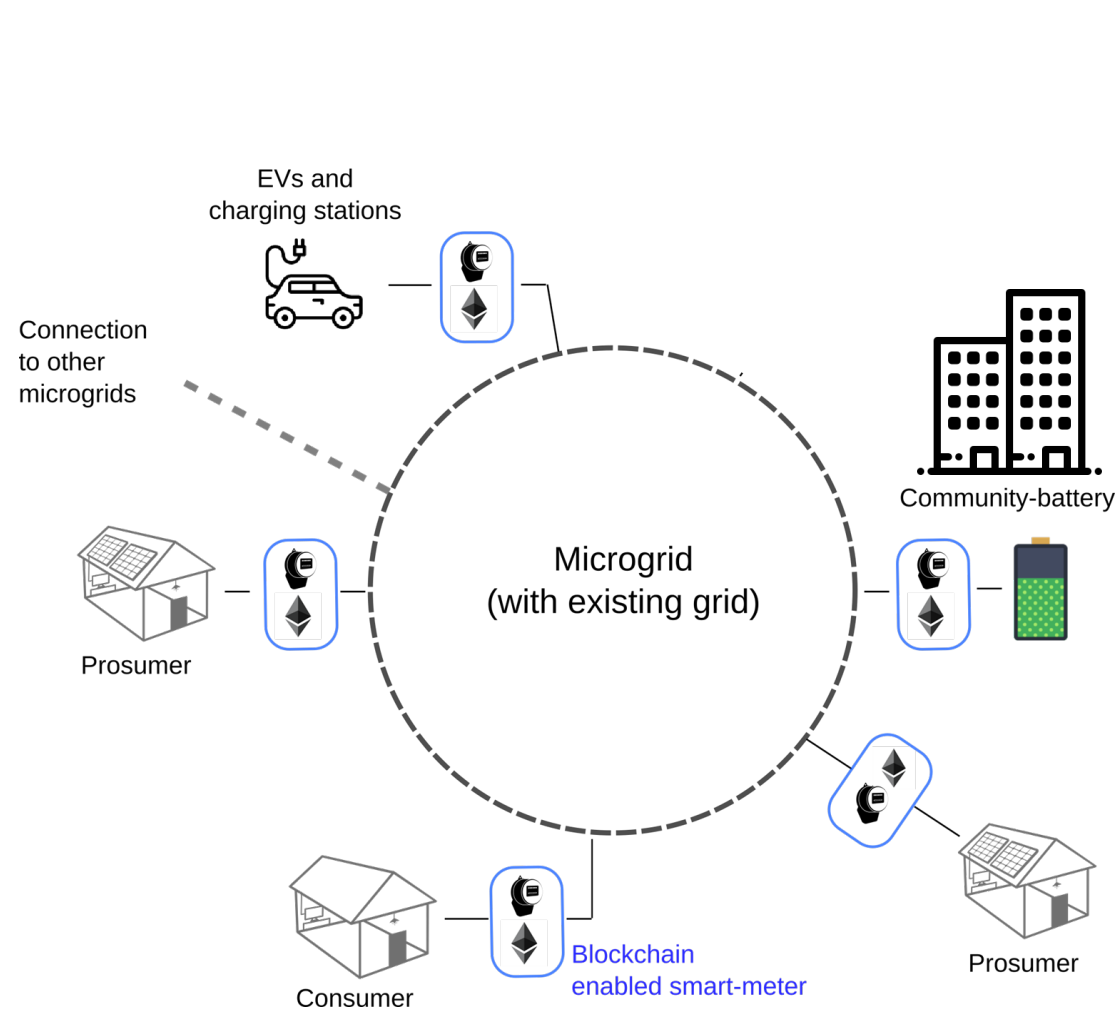 EVs and
charging stations
Connection
to other
microgrids
Community-battery
Microgrid
(with existing grid)
Prosumer
Prosumer
Blockchain
enabled smart-meter
Consumer